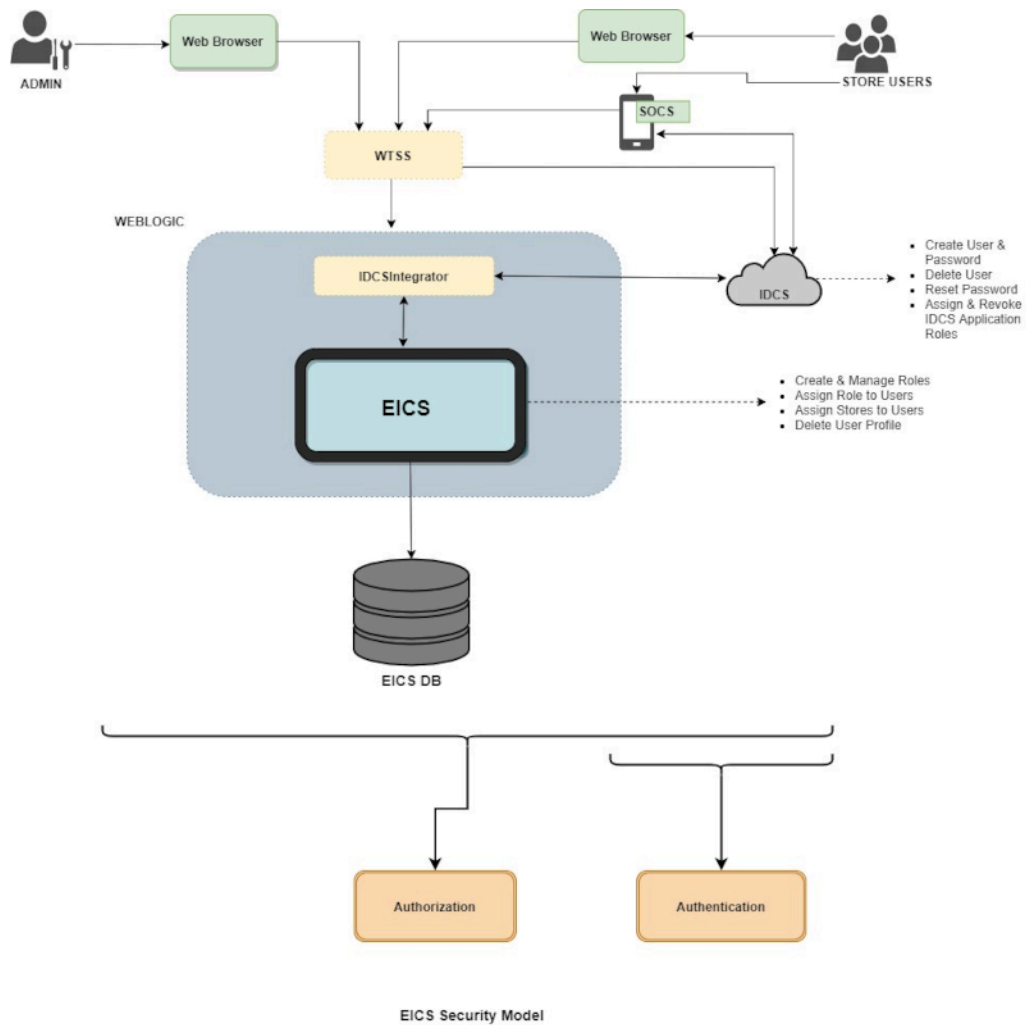 ADMIN
Web Browser
Web Browser
STORE USERS
SOCS
WTSS
WEBLOGIC
IDCSIntegrator
IDCS
• Create User &
Password
• Delete User
• Reset Password
• Assign & Revoke
IDCS Application
Roles
EICS
• Create & Manage Roles
• Assign Role to Users
• Assign Stores to Users
• Delete User Profile
EICS DB
Authorization
Authentication
EICS Security Model